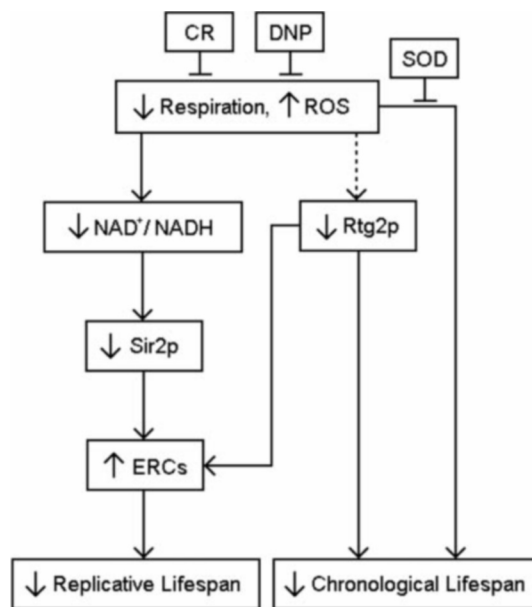 CR
DNP
SOD
↓ Respiration, ↑ ROS
↓ NAD⁺/ NADH
↓ Rtg2p
↓ Sir2p
↑ ERCs
↓ Replicative Lifespan
↓ Chronological Lifespan